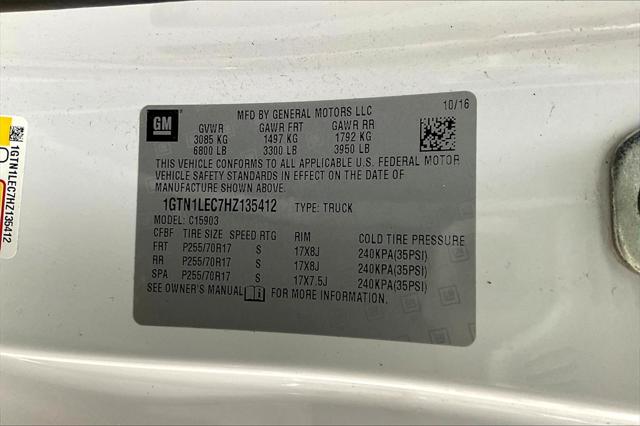 GM
MFD BY GENERAL MOTORS LLC 10/16
GVWR GAWR FRT GAWR RR
3085 KG 1497 KG 1792 KG
6800 LB 3300 LB 3950 LB
THIS VEHICLE CONFORMS TO ALL APPLICABLE U.S. FEDERAL MOTOR
VEHICLE SAFETY STANDARDS IN EFFECT ON THE DATE OF
MANUFACTURE SHOWN ABOVE.
1GTN1LEC7HZ135412 TYPE: TRUCK
MODEL: C15903
CFBF TIRE SIZE SPEED RTG RIM COLD TIRE PRESSURE
FRT P255/70R17 S 17X8J 240KPA(35PSI)
RR P255/70R17 S 17X8J 240KPA(35PSI)
SPA P255/70R17 S 17X7.5J 240KPA(35PSI)
SEE OWNER'S MANUAL FOR MORE INFORMATION.
1GTN1LEC7HZ135412